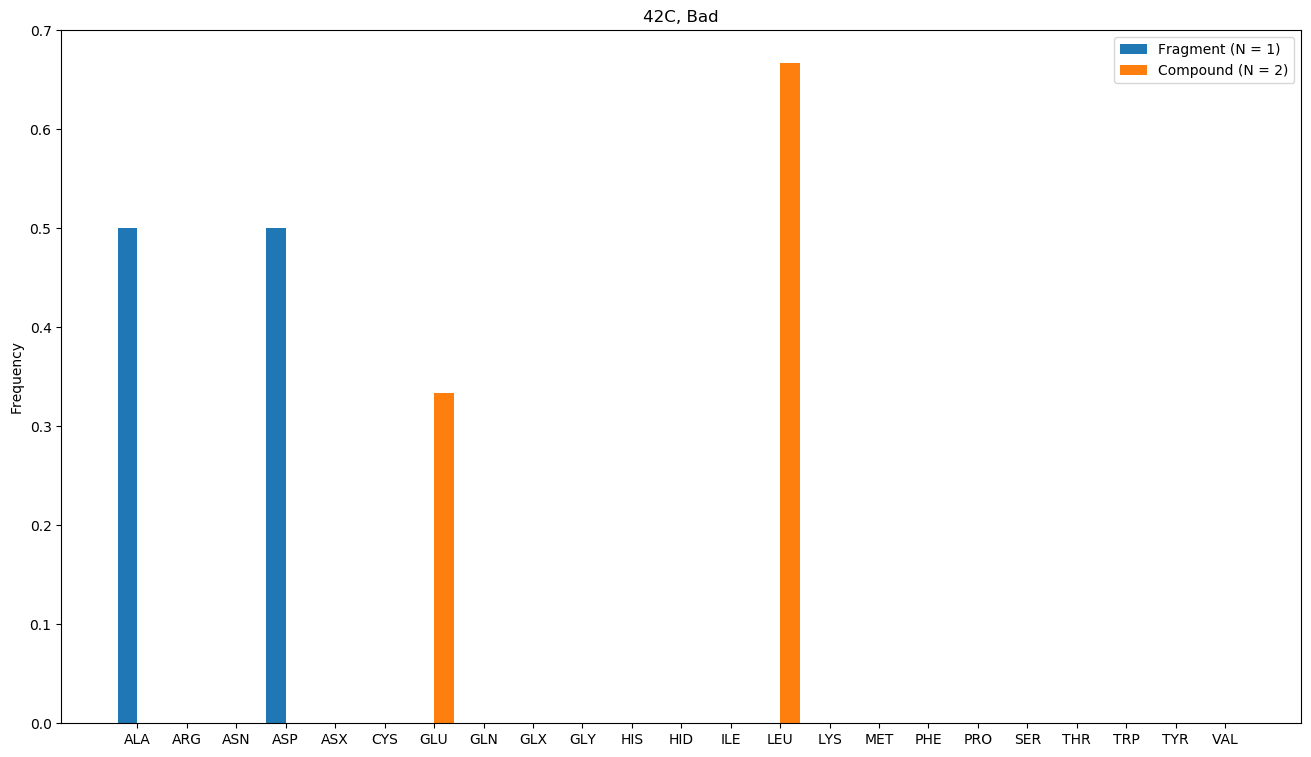 42C, Bad
Fragment (N = 1)
Compound (N = 2)
Frequency
0.7
0.6
0.5
0.4
0.3
0.2
0.1
0.0
ALA ARG ASN ASP ASX CYS GLU GLN GLX GLY HIS HID ILE LEU LYS MET PHE PRO SER THR TRP TYR VAL